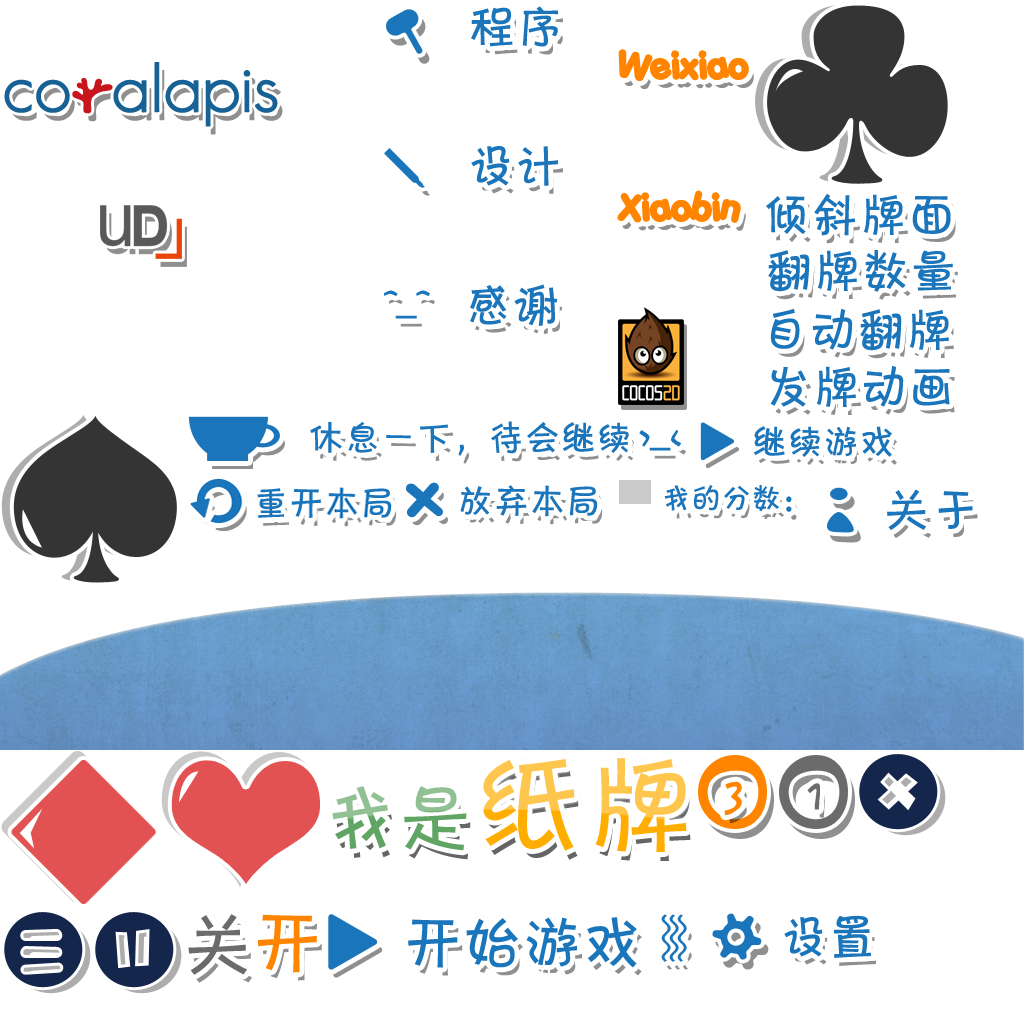 程序
Weixiao
coralapis
设计
Xiaobin
倾斜牌面
UD
翻牌数量
感谢
自动翻牌
COCOS2D
发牌动画
休息一下，待会继续
继续游戏
重开本局
放弃本局
我的分数：
关于
我是纸牌
3
1
关
开
开始游戏
设置